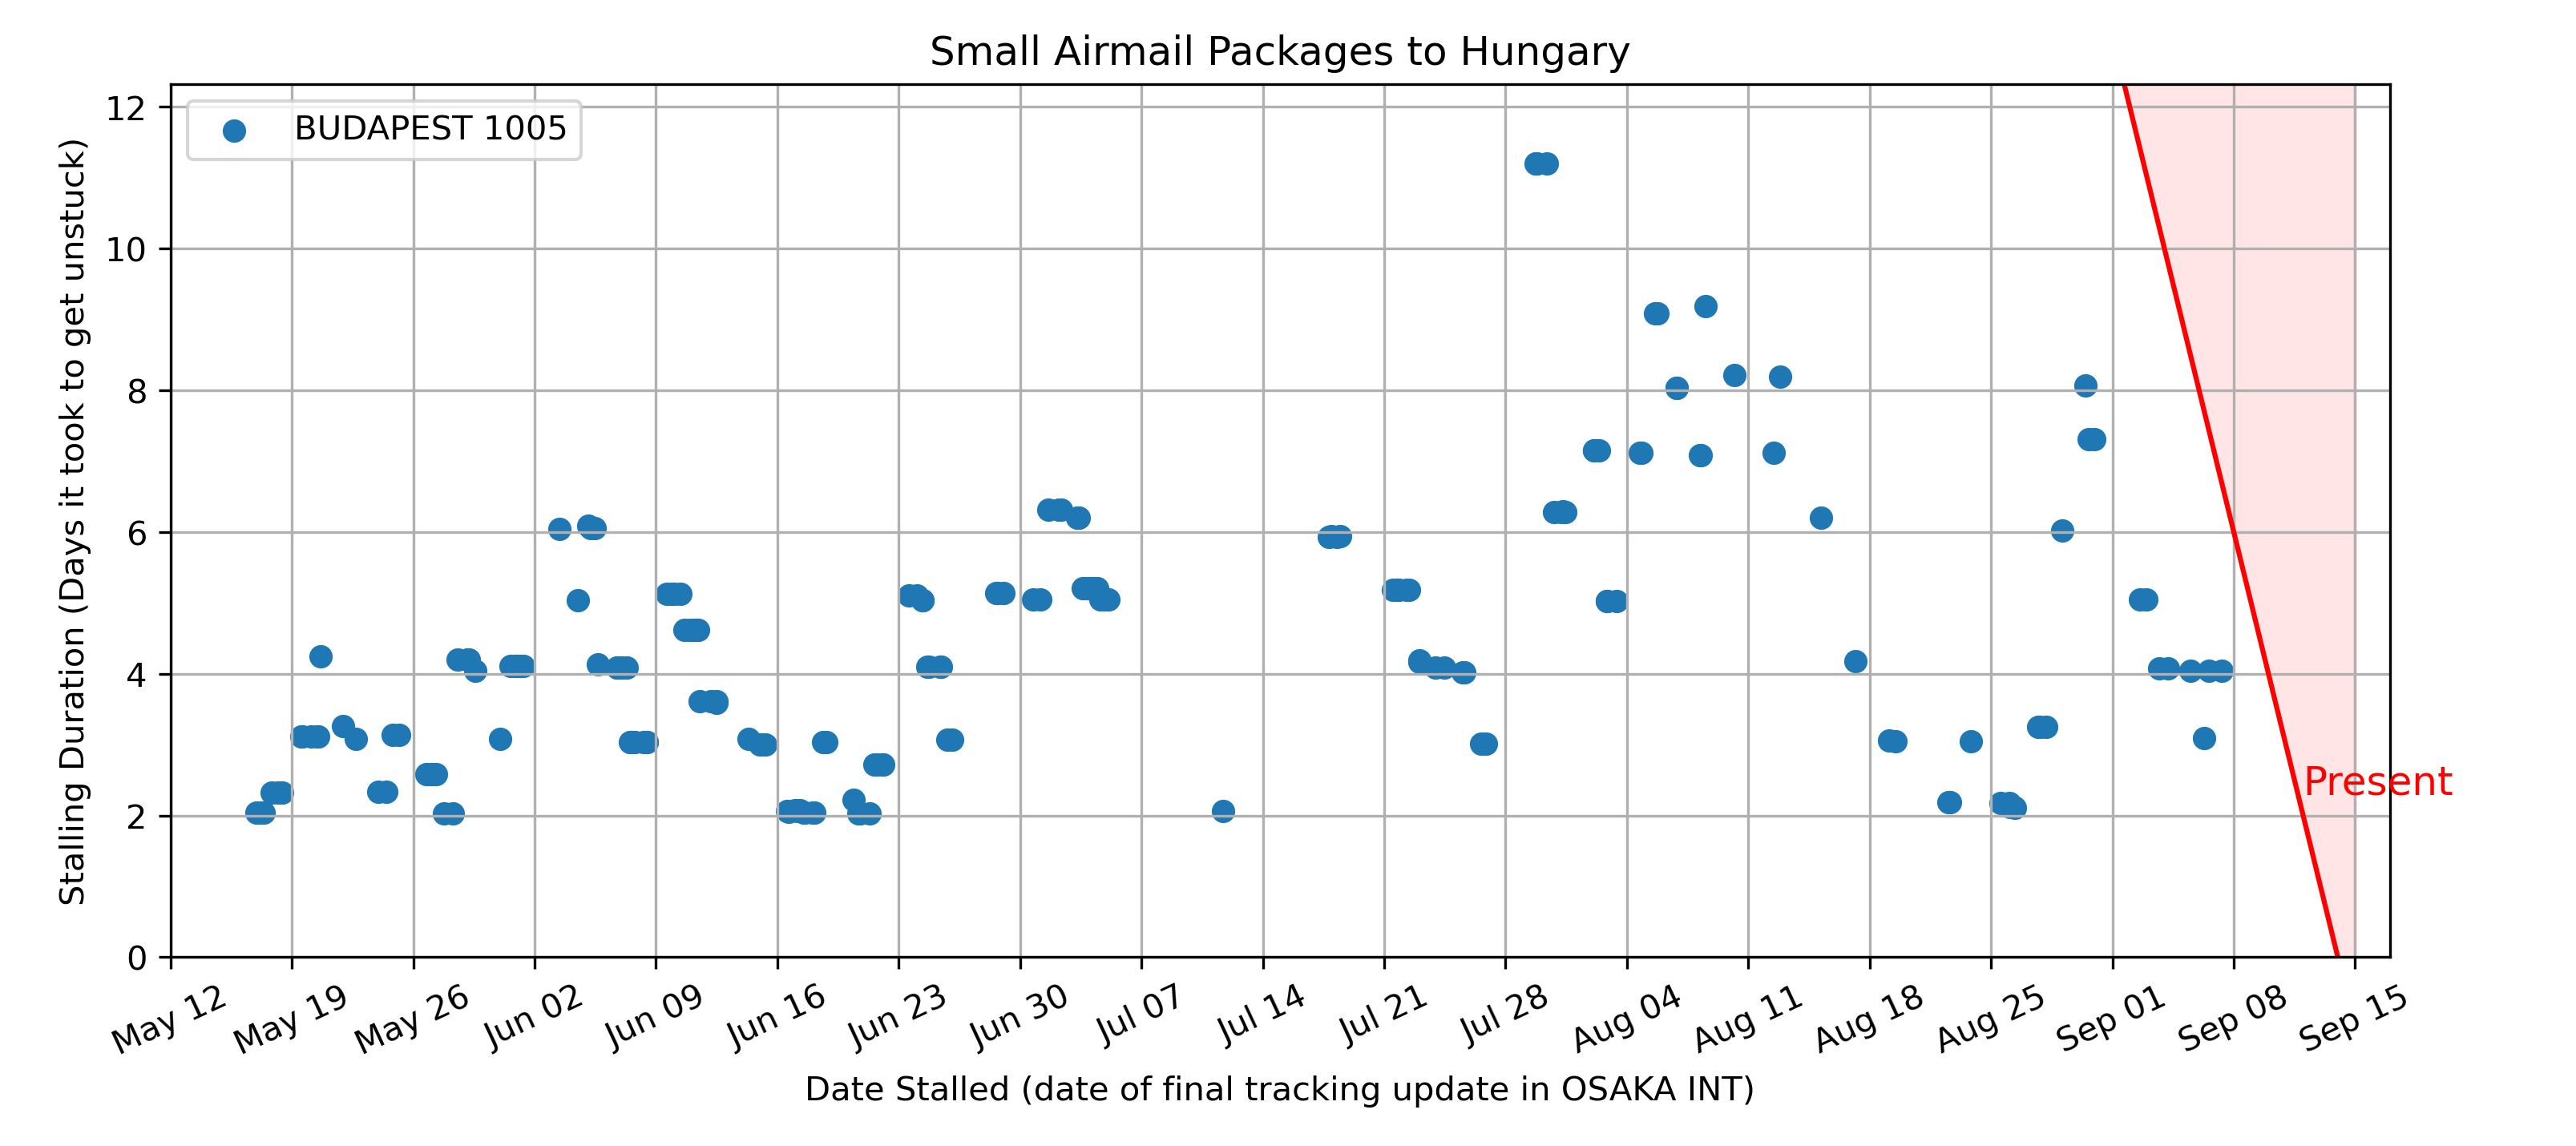 Small Airmail Packages to Hungary
BUDAPEST 1005
Stalling Duration (Days it took to get unstuck)
12
10
8
6
4
2
0
Present
May 12 May 19 May 26 Jun 02 Jun 09 Jun 16 Jun 23 Jun 30 Jul 07 Jul 14 Jul 21 Jul 28 Aug 04 Aug 11 Aug 18 Aug 25 Sep 01 Sep 08 Sep 15
Date Stalled (date of final tracking update in OSAKA INT)